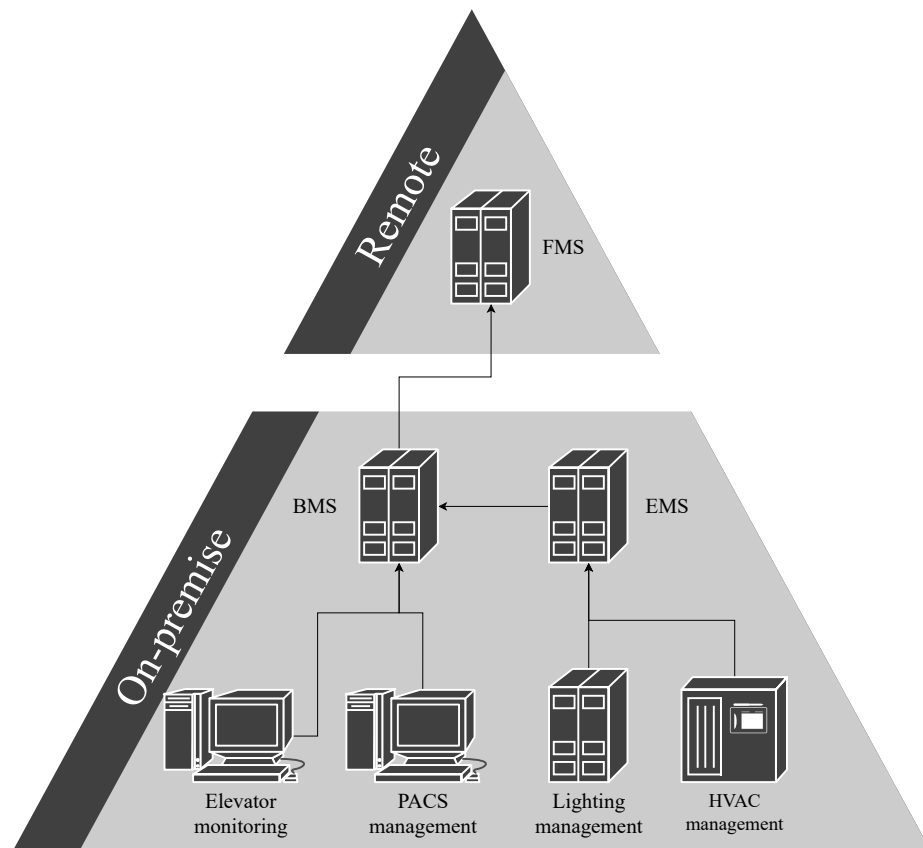 Remote
FMS
On-premise
BMS
EMS
Elevator
monitoring
PACS
management
Lighting
management
HVAC
management